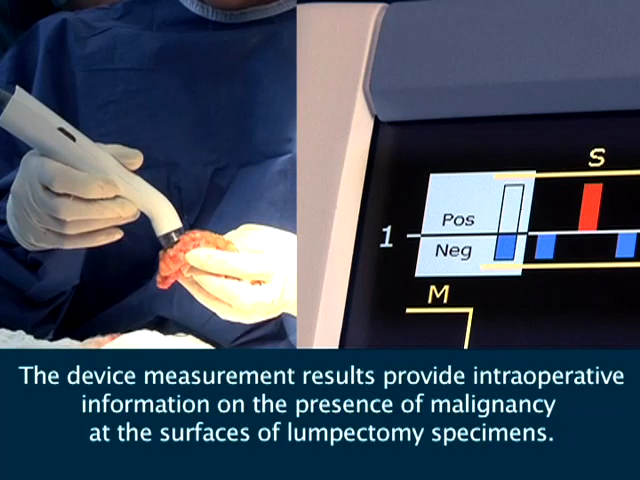 S
Pos
1
Neg
M
The device measurement results provide intraoperative
information on the presence of malignancy
at the surfaces of lumpectomy specimens.